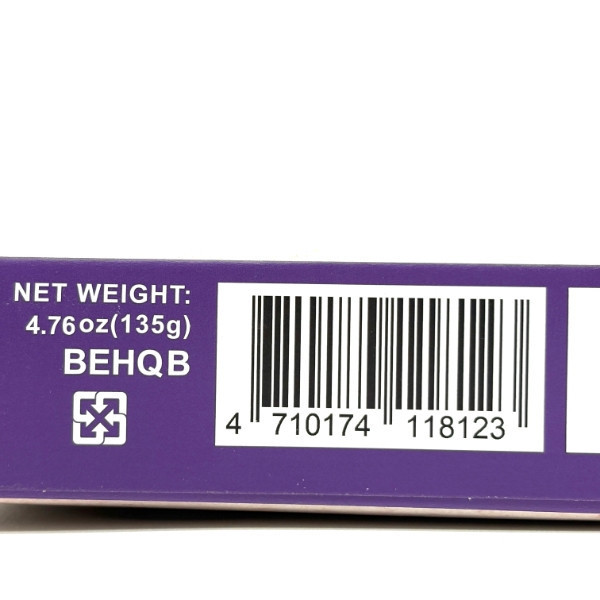 NET WEIGHT:
4.76oz(135g)
BEHQB
4 710174 118123